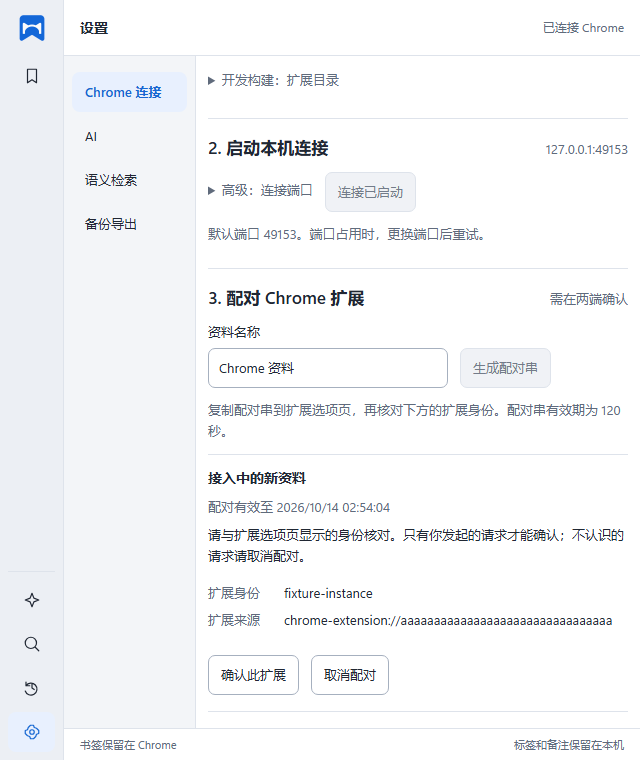 设置
已连接 Chrome
Chrome 连接
AI
语义检索
备份导出
开发构建：扩展目录
2. 启动本机连接
127.0.0.1:49153
高级：连接端口
连接已启动
默认端口 49153。端口占用时，更换端口后重试。
3. 配对 Chrome 扩展
需在两端确认
资料名称
Chrome 资料
生成配对串
复制配对串到扩展选项页，再核对下方的扩展身份。配对串有效期为 120
秒。
接入中的新资料
配对有效至 2026/10/14 02:54:04
请与扩展选项页显示的身份核对。只有你发起的请求才能确认；不认识的
请求请取消配对。
扩展身份 fixture-instance
扩展来源 chrome-extension://aaaaaaaaaaaaaaaaaaaaaaaaaaaaaaaa
确认此扩展
取消配对
书签保留在 Chrome
标签和备注保留在本机